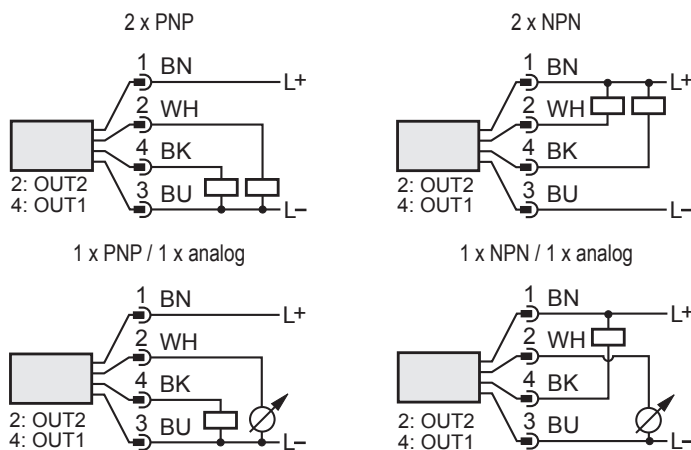 2 x PNP
1 BN
L+
2 WH
4 BK
3 BU
L–
2: OUT2
4: OUT1
2 x NPN
1 BN
L+
2 WH
4 BK
3 BU
L–
2: OUT2
4: OUT1
1 x PNP / 1 x analog
1 BN
L+
2 WH
4 BK
3 BU
L–
2: OUT2
4: OUT1
1 x NPN / 1 x analog
1 BN
L+
2 WH
4 BK
3 BU
L–
2: OUT2
4: OUT1